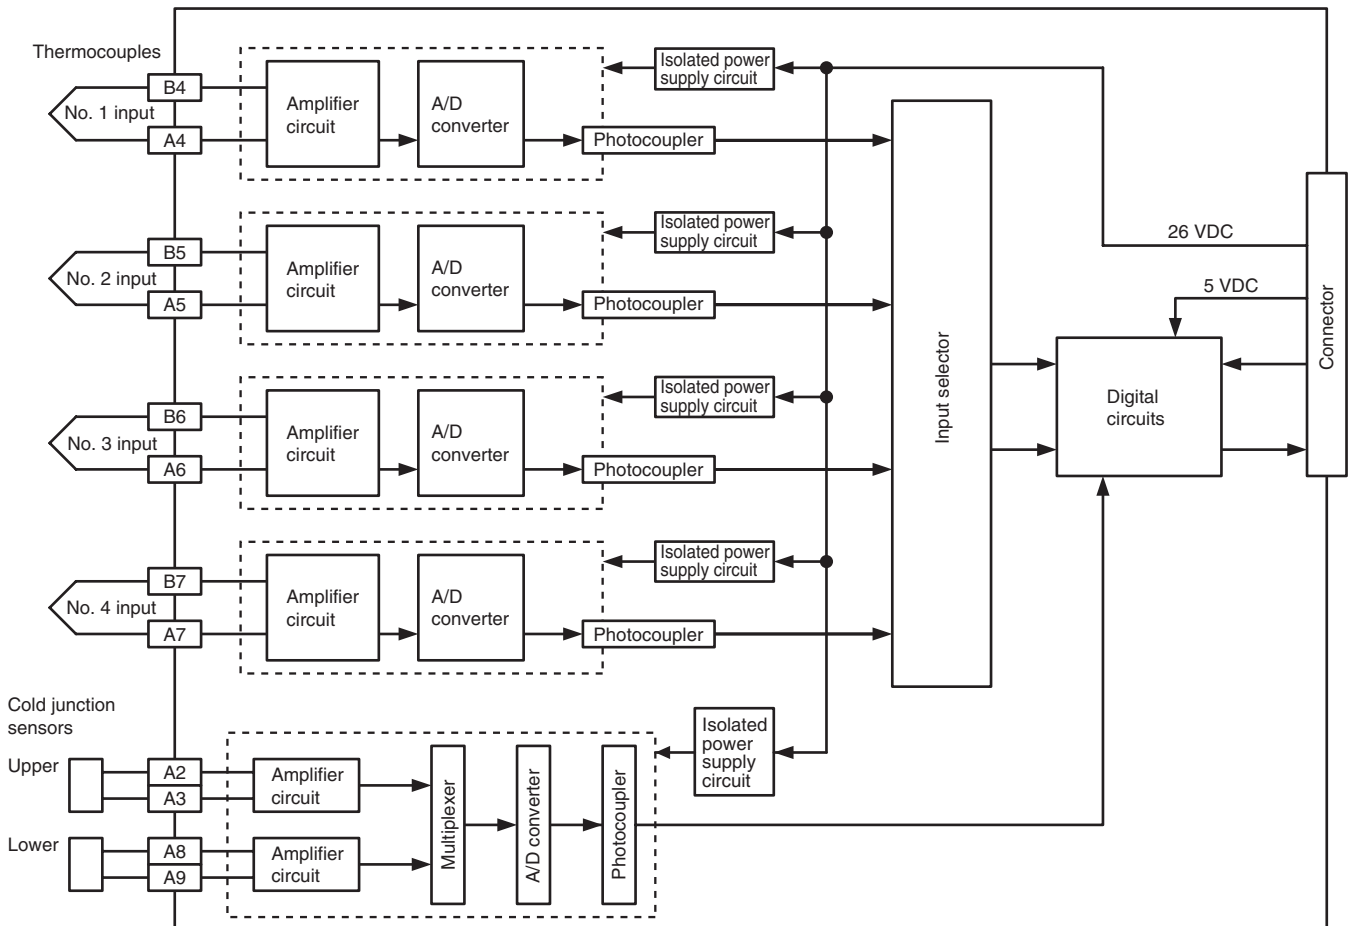 Thermocouples
B4
No. 1 input
A4
Amplifier
circuit
A/D
converter
Isolated power
supply circuit
Photocoupler
B5
No. 2 input
A5
Amplifier
circuit
A/D
converter
Isolated power
supply circuit
Photocoupler
B6
No. 3 input
A6
Amplifier
circuit
A/D
converter
Isolated power
supply circuit
Photocoupler
B7
No. 4 input
A7
Amplifier
circuit
A/D
converter
Isolated power
supply circuit
Photocoupler
Input selector
26 VDC
5 VDC
Digital
circuits
Connector
Cold junction
sensors
Upper
A2
A3
Amplifier
circuit
Lower
A8
A9
Amplifier
circuit
Multiplexer
A/D converter
Photocoupler
Isolated
power
supply
circuit